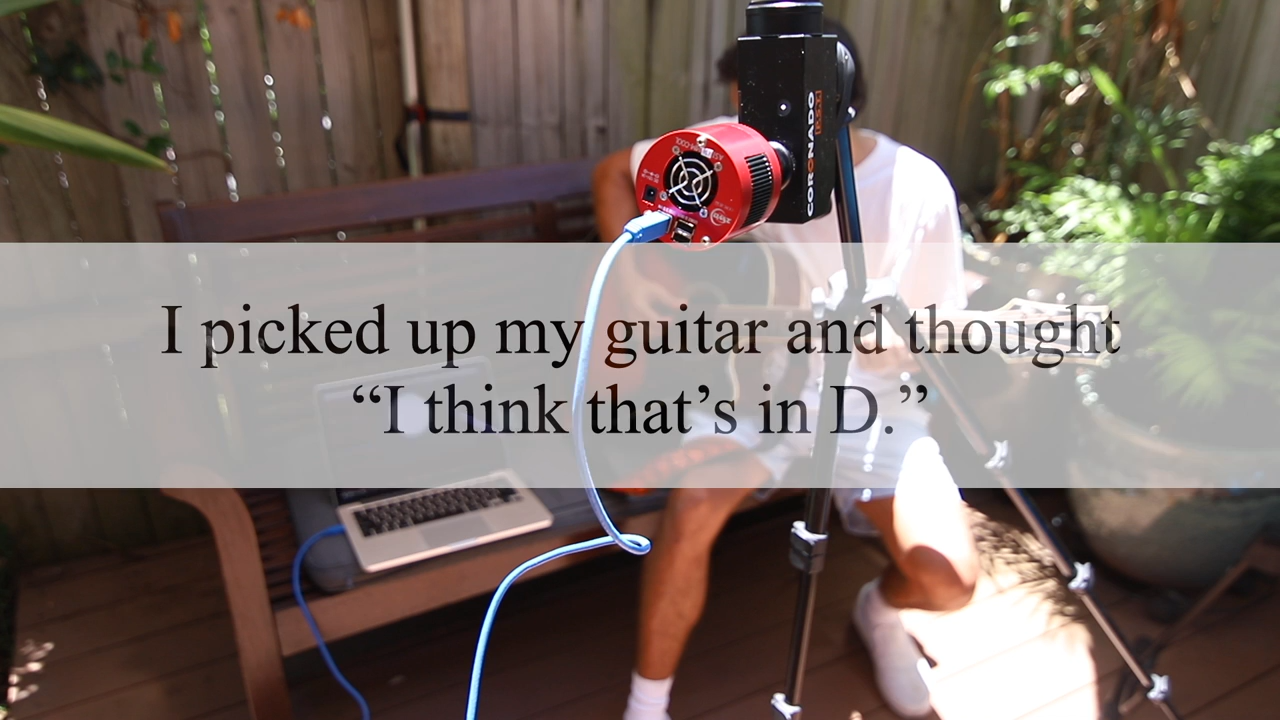 CORONADO
P.S.T.
I picked up my guitar and thought
“I think that’s in D.”